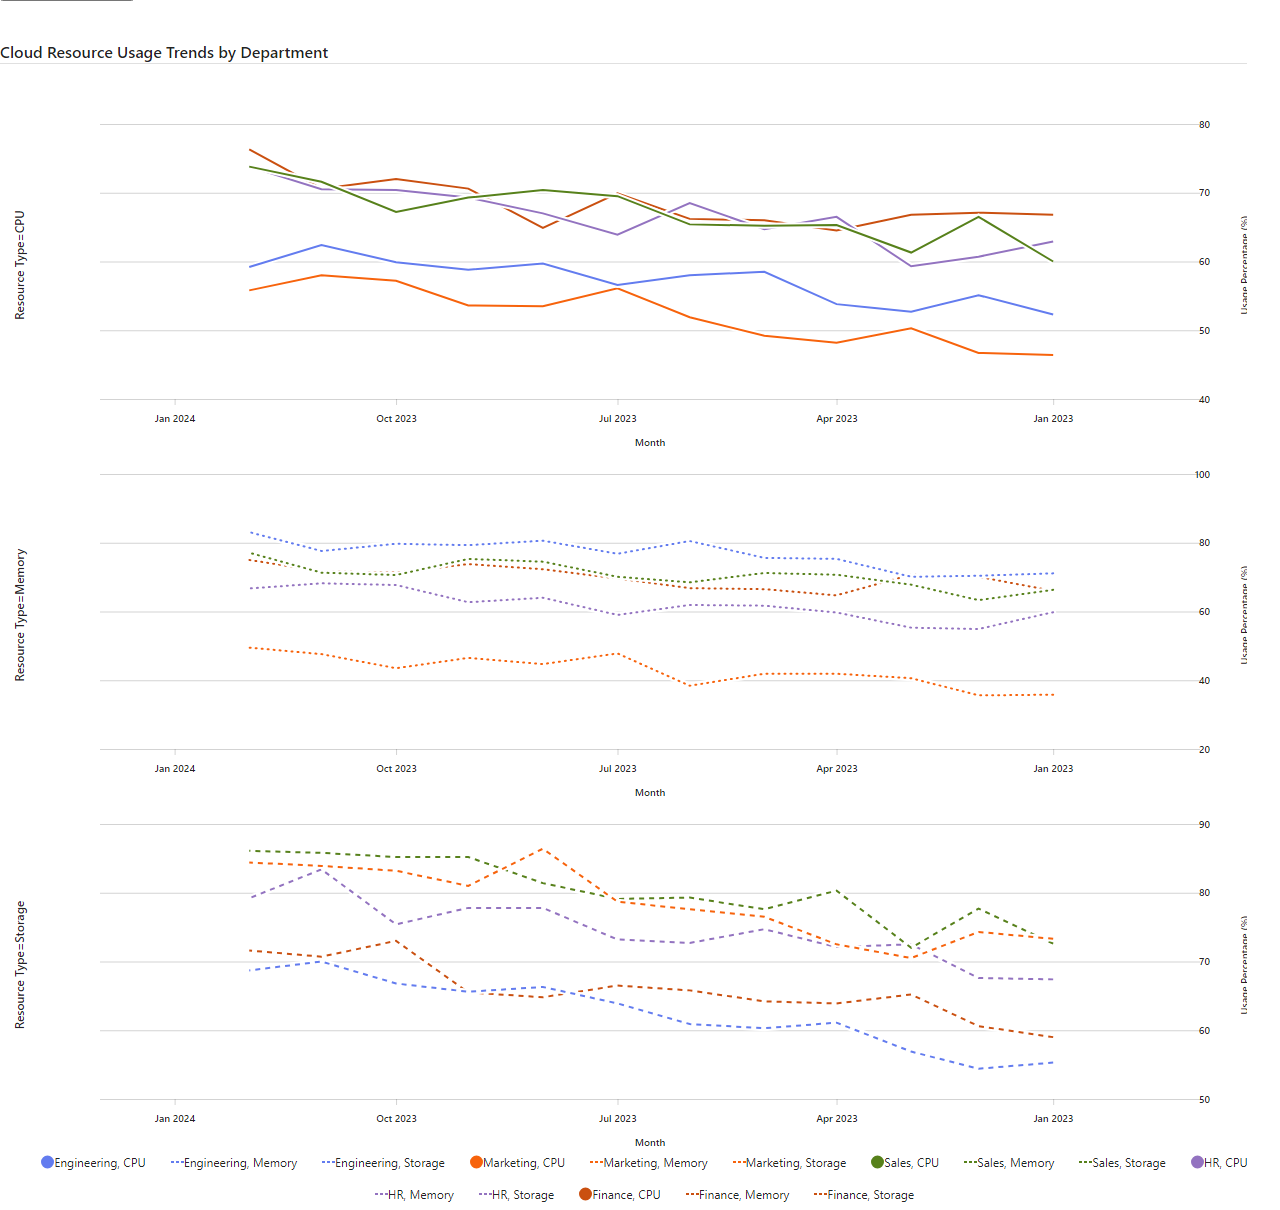 Cloud Resource Usage Trends by Department
Resource Type=CPU
80
70
60
50
40
Usage Percentage (%)
Jan 2024
Oct 2023
Jul 2023
Apr 2023
Jan 2023
Month
Resource Type=Memory
100
80
60
40
20
Usage Percentage (%)
Jan 2024
Oct 2023
Jul 2023
Apr 2023
Jan 2023
Month
Resource Type=Storage
90
80
70
60
50
Usage Percentage (%)
Jan 2024
Oct 2023
Jul 2023
Apr 2023
Jan 2023
Month
Engineering, CPU Engineering, Memory Engineering, Storage Marketing, CPU Marketing, Memory Marketing, Storage Sales, CPU Sales, Memory Sales, Storage HR, CPU
HR, Memory HR, Storage Finance, CPU Finance, Memory Finance, Storage